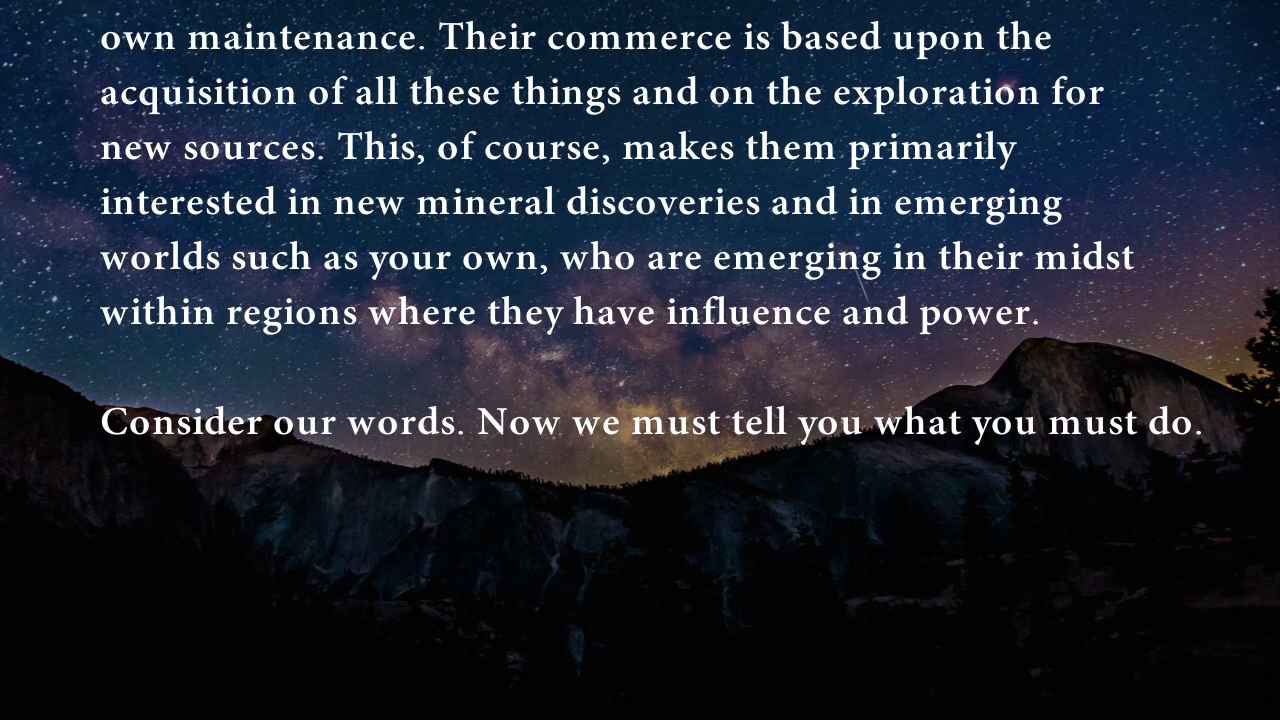 own maintenance. Their commerce is based upon the
acquisition of all these things and on the exploration for
new sources. This, of course, makes them primarily
interested in new mineral discoveries and in emerging
worlds such as your own, who are emerging in their midst
within regions where they have influence and power.
Consider our words. Now we must tell you what you must do.